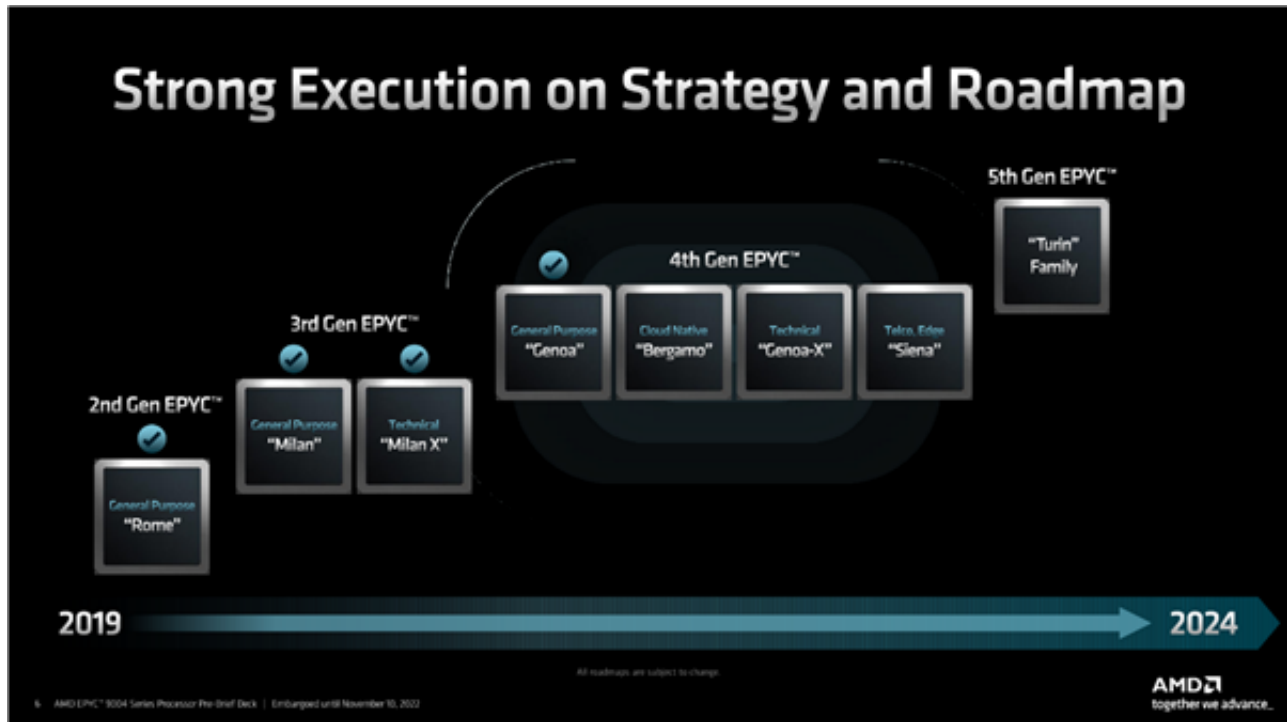 Strong Execution on Strategy and Roadmap
2nd Gen EPYC™
General Purpose
“Rome”
3rd Gen EPYC™
General Purpose
“Milan”
Technical
“Milan X”
4th Gen EPYC™
General Purpose
“Genoa”
Cloud Native
“Bergamo”
Technical
“Genoa-X”
Telco, Edge
“Siena”
5th Gen EPYC™
“Turin”
Family
2019
2024
All roadmaps are subject to change.
6 AMD EPYC™ 9004 Series Processor Pre-Brief Deck | Embargoed until November 10, 2022
AMD
together we advance_